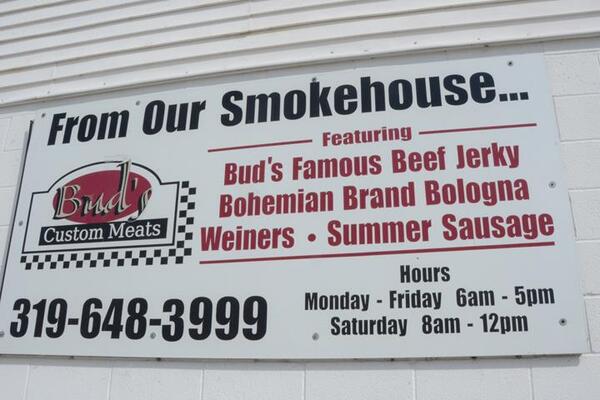 From Our Smokehouse...
Featuring
Bud's Famous Beef Jerky
Bohemian Brand Bologna
Weiners • Summer Sausage
Bud's
Custom Meats
319-648-3999
Hours
Monday - Friday 6am - 5pm
Saturday 8am - 12pm